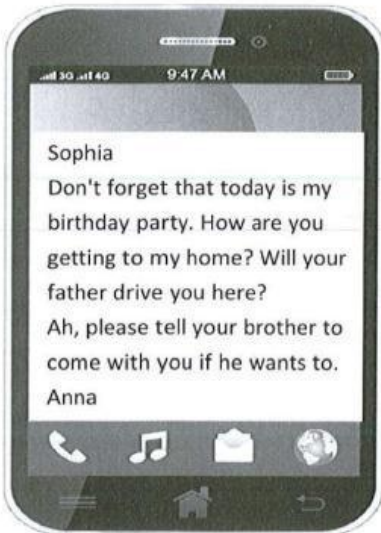 3G 4G 9:47 AM
Sophia
Don't forget that today is my
birthday party. How are you
getting to my home? Will your
father drive you here?
Ah, please tell your brother to
come with you if he wants to.
Anna